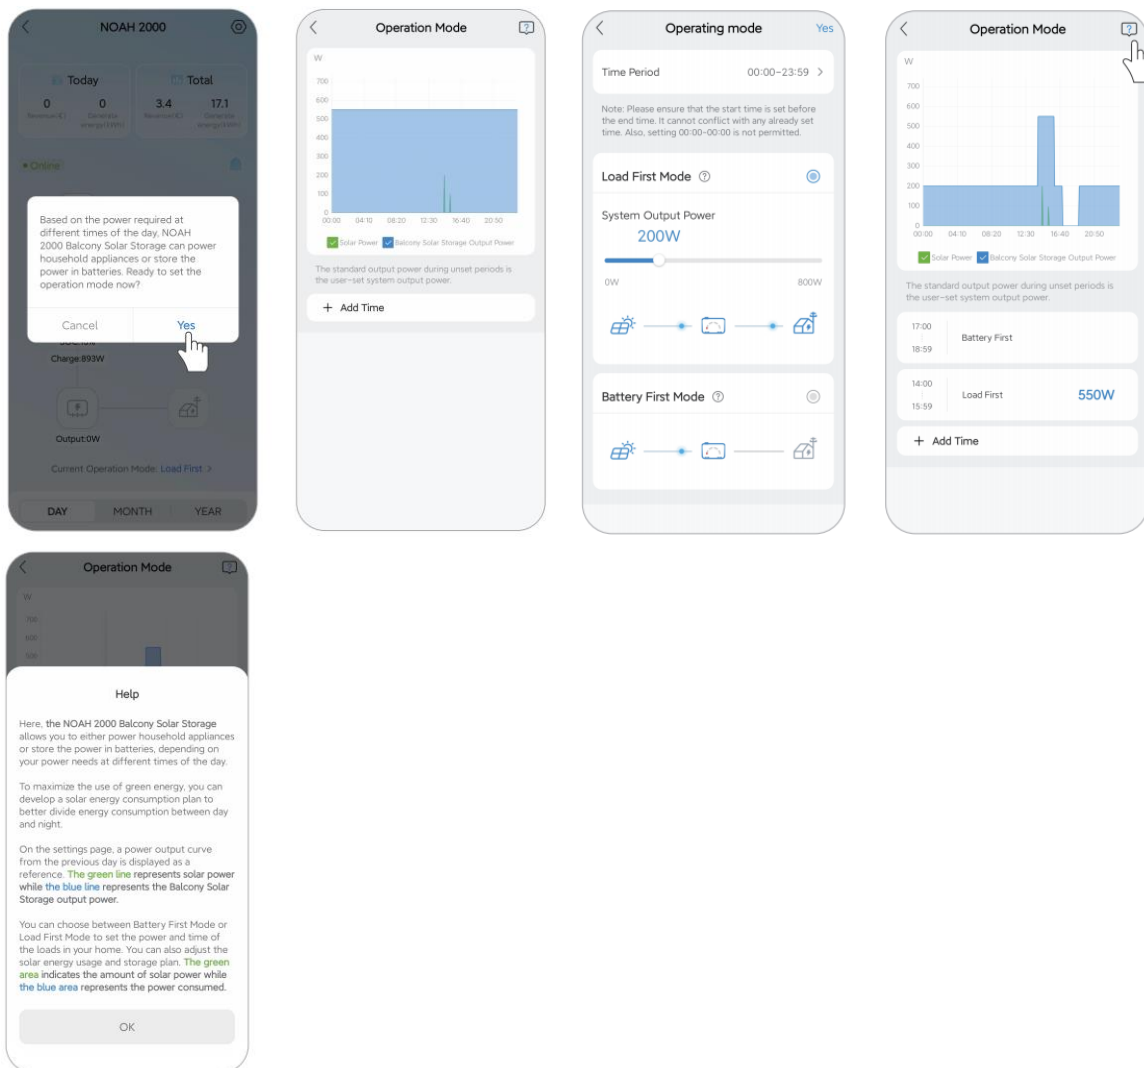 NOAH 2000
Today
Total
0
0
3.4
17.1
Revenue(€)
Generate
energy(kWh)
Revenue(€)
Generate
energy(kWh)
Online
Based on the power required at
different times of the day, NOAH
2000 Balcony Solar Storage can power
household appliances or store the
power in batteries. Ready to set the
operation mode now?
Cancel
Yes
Charge:893W
Output:0W
Current Operation Mode: Load First >
DAY
MONTH
YEAR
Operation Mode
W
700
600
500
400
300
200
100
0
00:00 04:10 08:20 12:30 16:40 20:50
Solar Power Balcony Solar Storage Output Power
The standard output power during unset periods is
the user-set system output power.
+ Add Time
Operating mode
Yes
Time Period
00:00-23:59 >
Note: Please ensure that the start time is set before
the end time. It cannot conflict with any already set
time. Also, setting 00:00-00:00 is not permitted.
Load First Mode ?
System Output Power
200W
0W
800W
Battery First Mode ?
Operation Mode
?
W
700
600
500
400
300
200
100
0
00:00 04:10 08:20 12:30 16:40 20:50
Solar Power Balcony Solar Storage Output Power
The standard output power during unset periods is
the user-set system output power.
17:00
18:59
Battery First
14:00
15:59
Load First
550W
+ Add Time
Operation Mode
W
700
600
500
Help
Here, the NOAH 2000 Balcony Solar Storage
allows you to either power household appliances
or store the power in batteries, depending on
your power needs at different times of the day.
To maximize the use of green energy, you can
develop a solar energy consumption plan to
better divide energy consumption between day
and night.
On the settings page, a power output curve
from the previous day is displayed as a
reference. The green line represents solar power
while the blue line represents the Balcony Solar
Storage output power.
You can choose between Battery First Mode or
Load First Mode to set the power and time of
the loads in your home. You can also adjust the
solar energy usage and storage plan. The green
area indicates the amount of solar power while
the blue area represents the power consumed.
OK